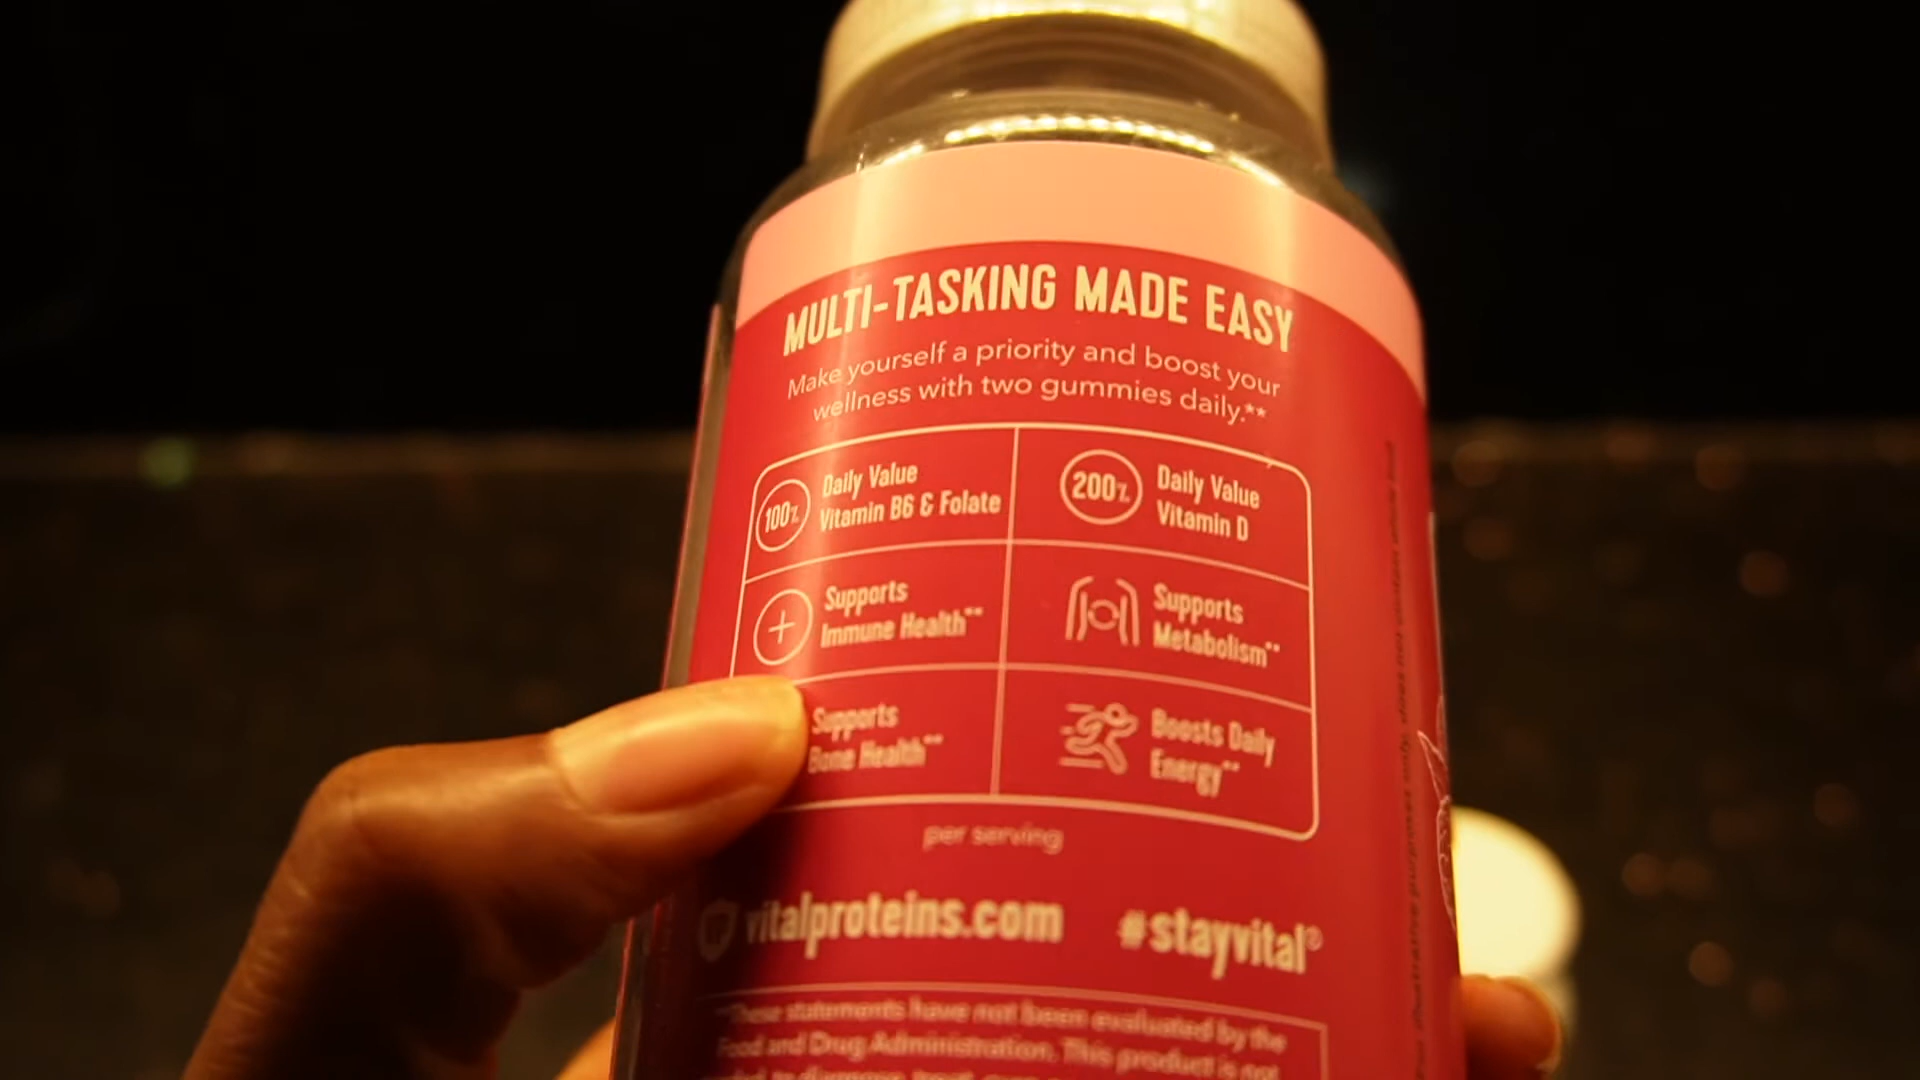 MULTI-TASKING MADE EASY
Make yourself a priority and boost your
wellness with two gummies daily.**
100%
Daily Value
Vitamin B6 & Folate
200%
Daily Value
Vitamin D
Supports
Immune Health**
Supports
Metabolism**
Supports
Bone Health**
Boosts Daily
Energy**
per serving
vitalproteins.com
#stayvital®
**These statements have not been evaluated by the
Food and Drug Administration. This product is not